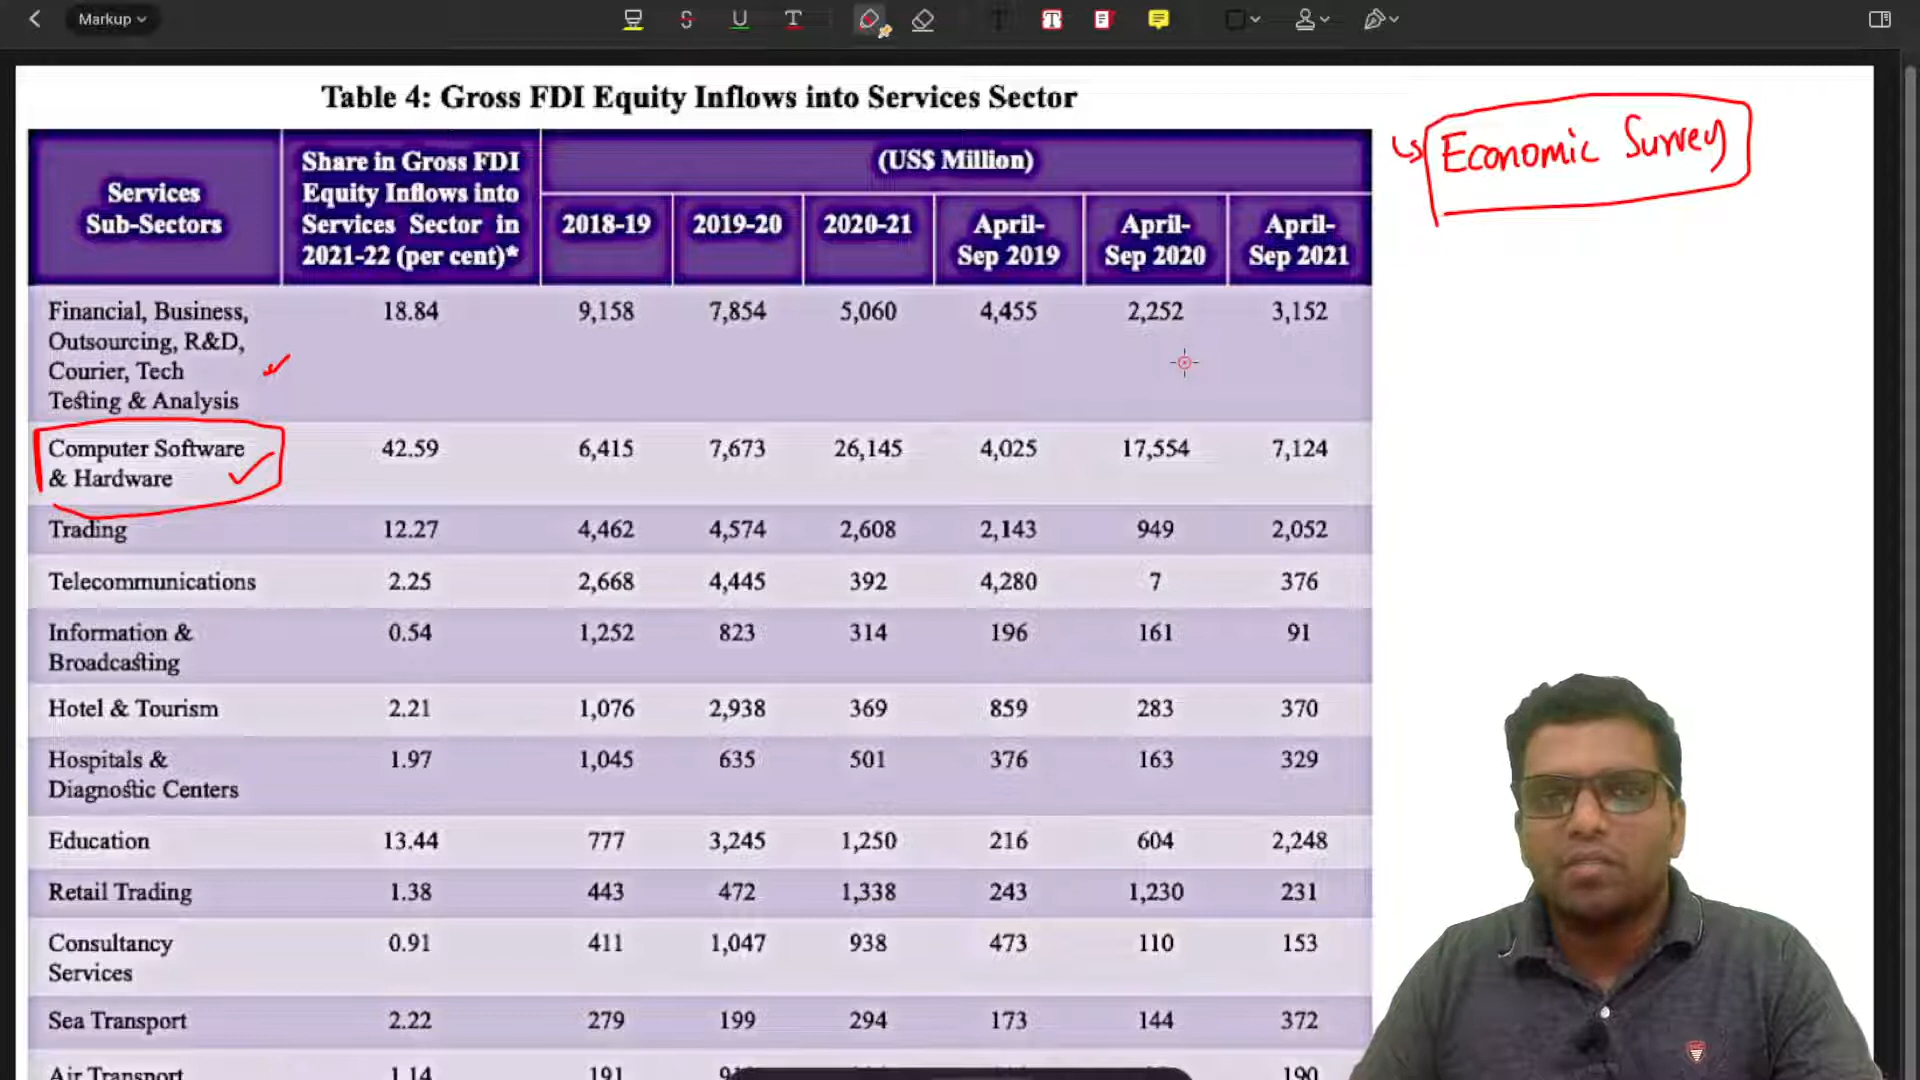 Markup
Table 4: Gross FDI Equity Inflows into Services Sector
Economic Survey
Services Sub-Sectors
Share in Gross FDI Equity Inflows into Services Sector in 2021-22 (per cent)*
(US$ Million)
2018-19 2019-20 2020-21 April-Sep 2019 April-Sep 2020 April-Sep 2021
Financial, Business, 18.84 9,158 7,854 5,060 4,455 2,252 3,152
Outsourcing, R&D,
Courier, Tech
Testing & Analysis
Computer Software 42.59 6,415 7,673 26,145 4,025 17,554 7,124
& Hardware
Trading 12.27 4,462 4,574 2,608 2,143 949 2,052
Telecommunications 2.25 2,668 4,445 392 4,280 7 376
Information & 0.54 1,252 823 314 196 161 91
Broadcasting
Hotel & Tourism 2.21 1,076 2,938 369 859 283 370
Hospitals & 1.97 1,045 635 501 376 163 329
Diagnostic Centers
Education 13.44 777 3,245 1,250 216 604 2,248
Retail Trading 1.38 443 472 1,338 243 1,230 231
Consultancy 0.91 411 1,047 938 473 110 153
Services
Sea Transport 2.22 279 199 294 173 144 372
Air Transport 1.14 191 190